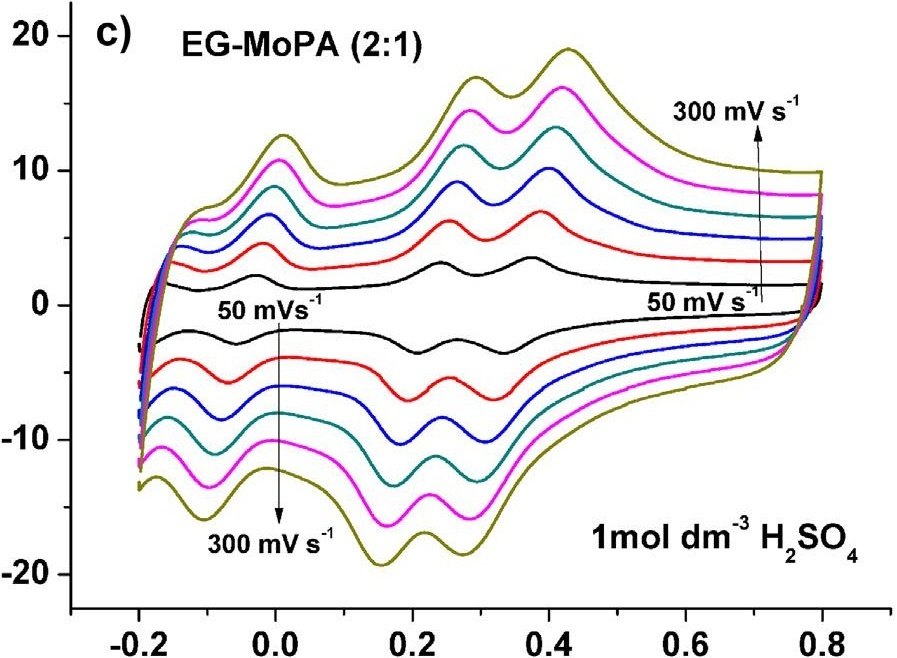 c)
EG-MoPA (2:1)
20
10
0
-10
-20
300 mV s⁻¹
50 mV s⁻¹
50 mVs⁻¹
300 mV s⁻¹
1mol dm⁻³ H₂SO₄
-0.2 0.0 0.2 0.4 0.6 0.8